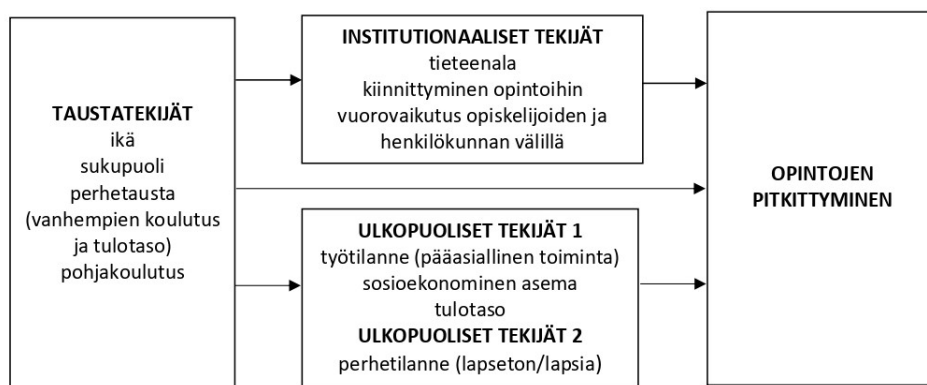 TAUSTATEKIJÄT
ikä
sukupuoli
perhetausta
(vanhempien koulutus
ja tulotaso)
pohjakoulutus
INSTITUTIONAALISET TEKIJÄT
tieteenala
kiinnittyminen opintoihin
vuorovaikutus opiskelijoiden ja
henkilökunnan välillä
ULKOPUOLISET TEKIJÄT 1
työtilanne (pääasiallinen toiminta)
sosioekonominen asema
tulotaso
ULKOPUOLISET TEKIJÄT 2
perhetilanne (lapseton/lapsia)
OPINTOJEN
PITKITTYMINEN